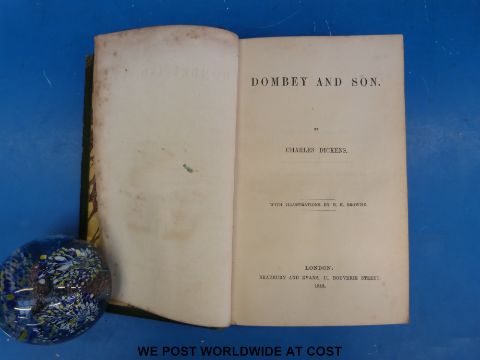 DOMBEY AND SON.
BY
CHARLES DICKENS.
WITH ILLUSTRATIONS BY H. K. BROWNE.
LONDON:
BRADBURY AND EVANS, 11, BOUVERIE STREET.
WE POST WORLDWIDE AT COST